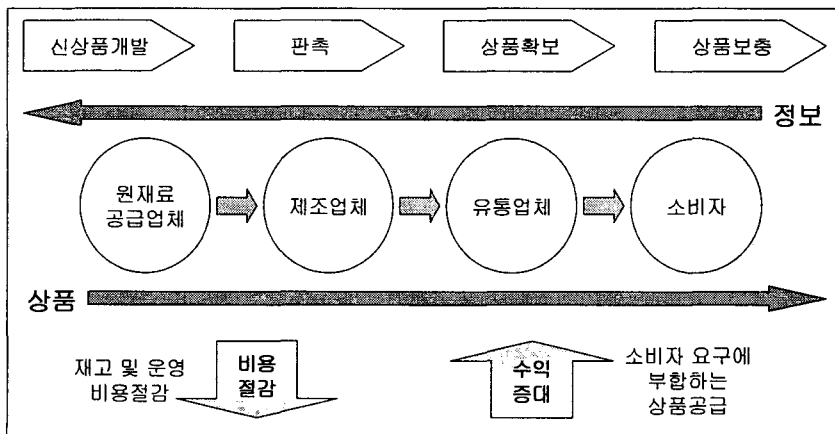 신상품개발
판촉
상품확보
상품보충
정보
원재료
공급업체
제조업체
유통업체
소비자
상품
재고 및 운영
비용절감
비용
절감
수익
증대
소비자 요구에
부합하는
상품공급